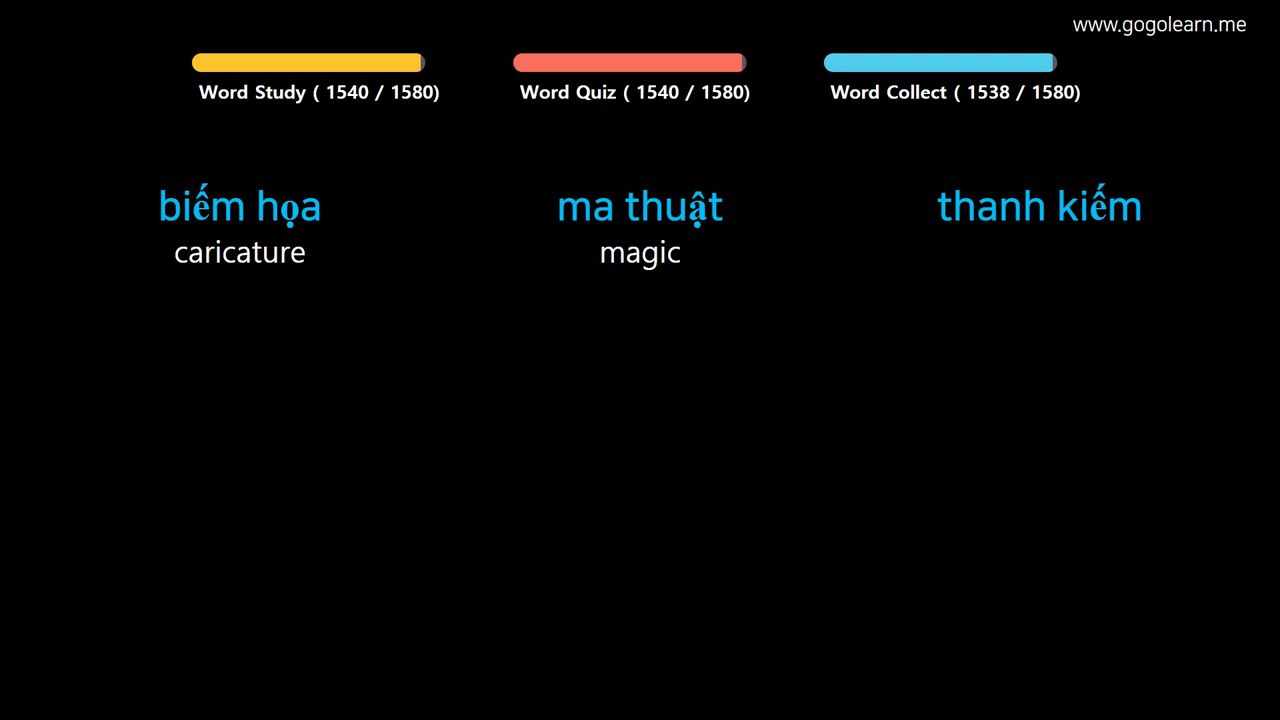 www.gogolearn.me
Word Study ( 1540 / 1580)
Word Quiz ( 1540 / 1580)
Word Collect ( 1538 / 1580)
biếm họa
caricature
ma thuật
magic
thanh kiếm